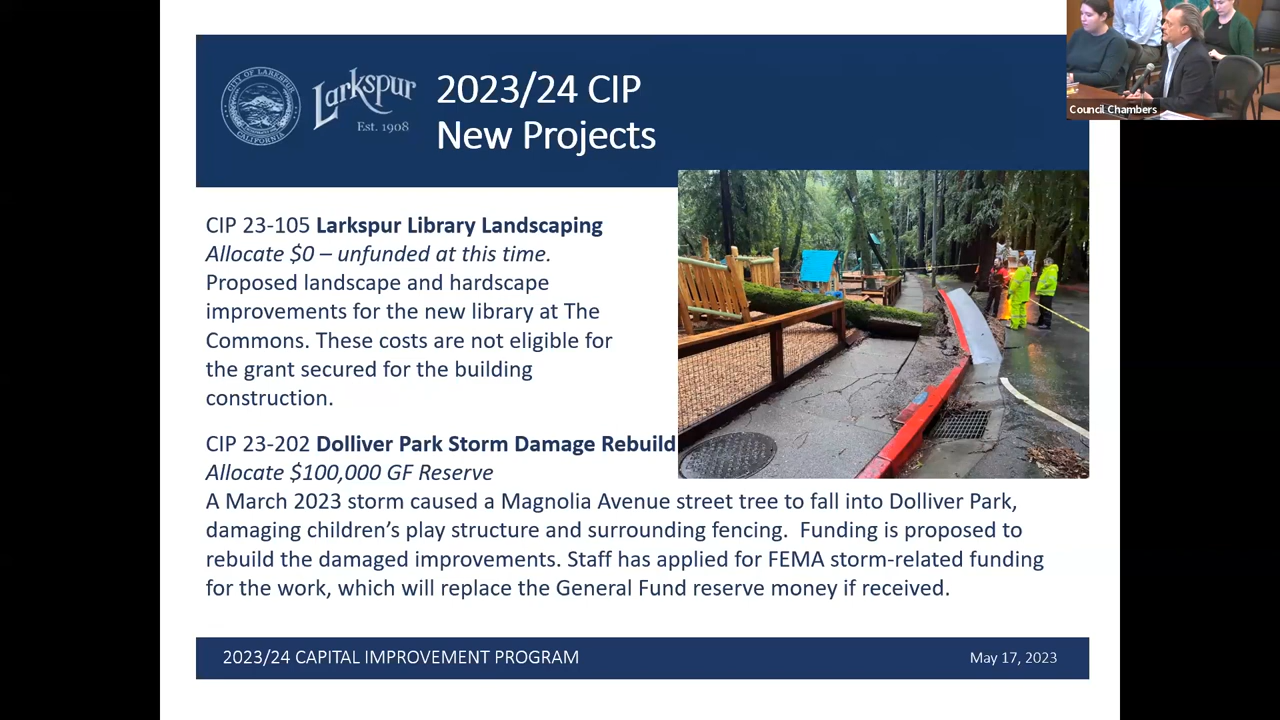 CITY OF LARKSPUR
CALIFORNIA
Larkspur
Est. 1908
2023/24 CIP
New Projects
Council Chambers
CIP 23-105 Larkspur Library Landscaping
Allocate $0 – unfunded at this time.
Proposed landscape and hardscape
improvements for the new library at The
Commons. These costs are not eligible for
the grant secured for the building
construction.
CIP 23-202 Dolliver Park Storm Damage Rebuild
Allocate $100,000 GF Reserve
A March 2023 storm caused a Magnolia Avenue street tree to fall into Dolliver Park,
damaging children’s play structure and surrounding fencing.  Funding is proposed to
rebuild the damaged improvements. Staff has applied for FEMA storm-related funding
for the work, which will replace the General Fund reserve money if received.
2023/24 CAPITAL IMPROVEMENT PROGRAM
May 17, 2023